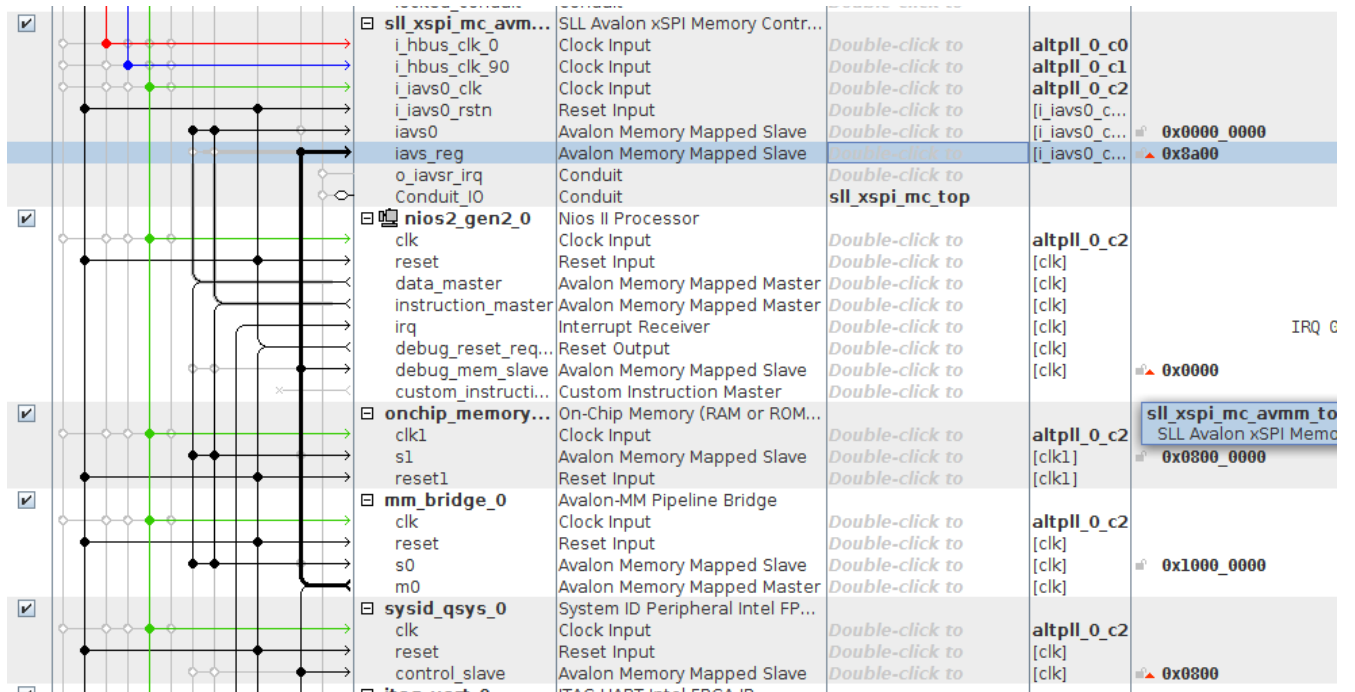 sll_xspi_mc_avm... SLL Avalon xSPI Memory Contr...
i_hbus_clk_0 Clock Input Double-click to altpll_0_c0
i_hbus_clk_90 Clock Input Double-click to altpll_0_c1
i_iavs0_clk Clock Input Double-click to altpll_0_c2
i_iavs0_rstn Reset Input Double-click to [i_iavs0_c...
iavs0 Avalon Memory Mapped Slave Double-click to [i_iavs0_c... 0x0000_0000
iavs_reg Avalon Memory Mapped Slave Double-click to [i_iavs0_c... 0x8a00
o_iavsr_irq Conduit Double-click to
Conduit_IO Conduit sll_xspi_mc_top
nios2_gen2_0 Nios II Processor
clk Clock Input Double-click to altpll_0_c2
reset Reset Input Double-click to [clk]
data_master Avalon Memory Mapped Master Double-click to [clk]
instruction_master Avalon Memory Mapped Master Double-click to [clk]
irq Interrupt Receiver Double-click to [clk] IRQ
debug_reset_req... Reset Output Double-click to [clk]
debug_mem_slave Avalon Memory Mapped Slave Double-click to [clk] 0x0000
custom_instructi... Custom Instruction Master Double-click to
onchip_memory... On-Chip Memory (RAM or ROM... sll_xspi_mc_avmm_to
clk1 Clock Input Double-click to altpll_0_c2 SLL Avalon xSPI Memo
s1 Avalon Memory Mapped Slave Double-click to [clk1] 0x0800_0000
reset1 Reset Input Double-click to [clk1]
mm_bridge_0 Avalon-MM Pipeline Bridge
clk Clock Input Double-click to altpll_0_c2
reset Reset Input Double-click to [clk]
s0 Avalon Memory Mapped Slave Double-click to [clk] 0x1000_0000
m0 Avalon Memory Mapped Master Double-click to [clk]
sysid_qsys_0 System ID Peripheral Intel FP...
clk Clock Input Double-click to altpll_0_c2
reset Reset Input Double-click to [clk]
control_slave Avalon Memory Mapped Slave Double-click to [clk] 0x0800